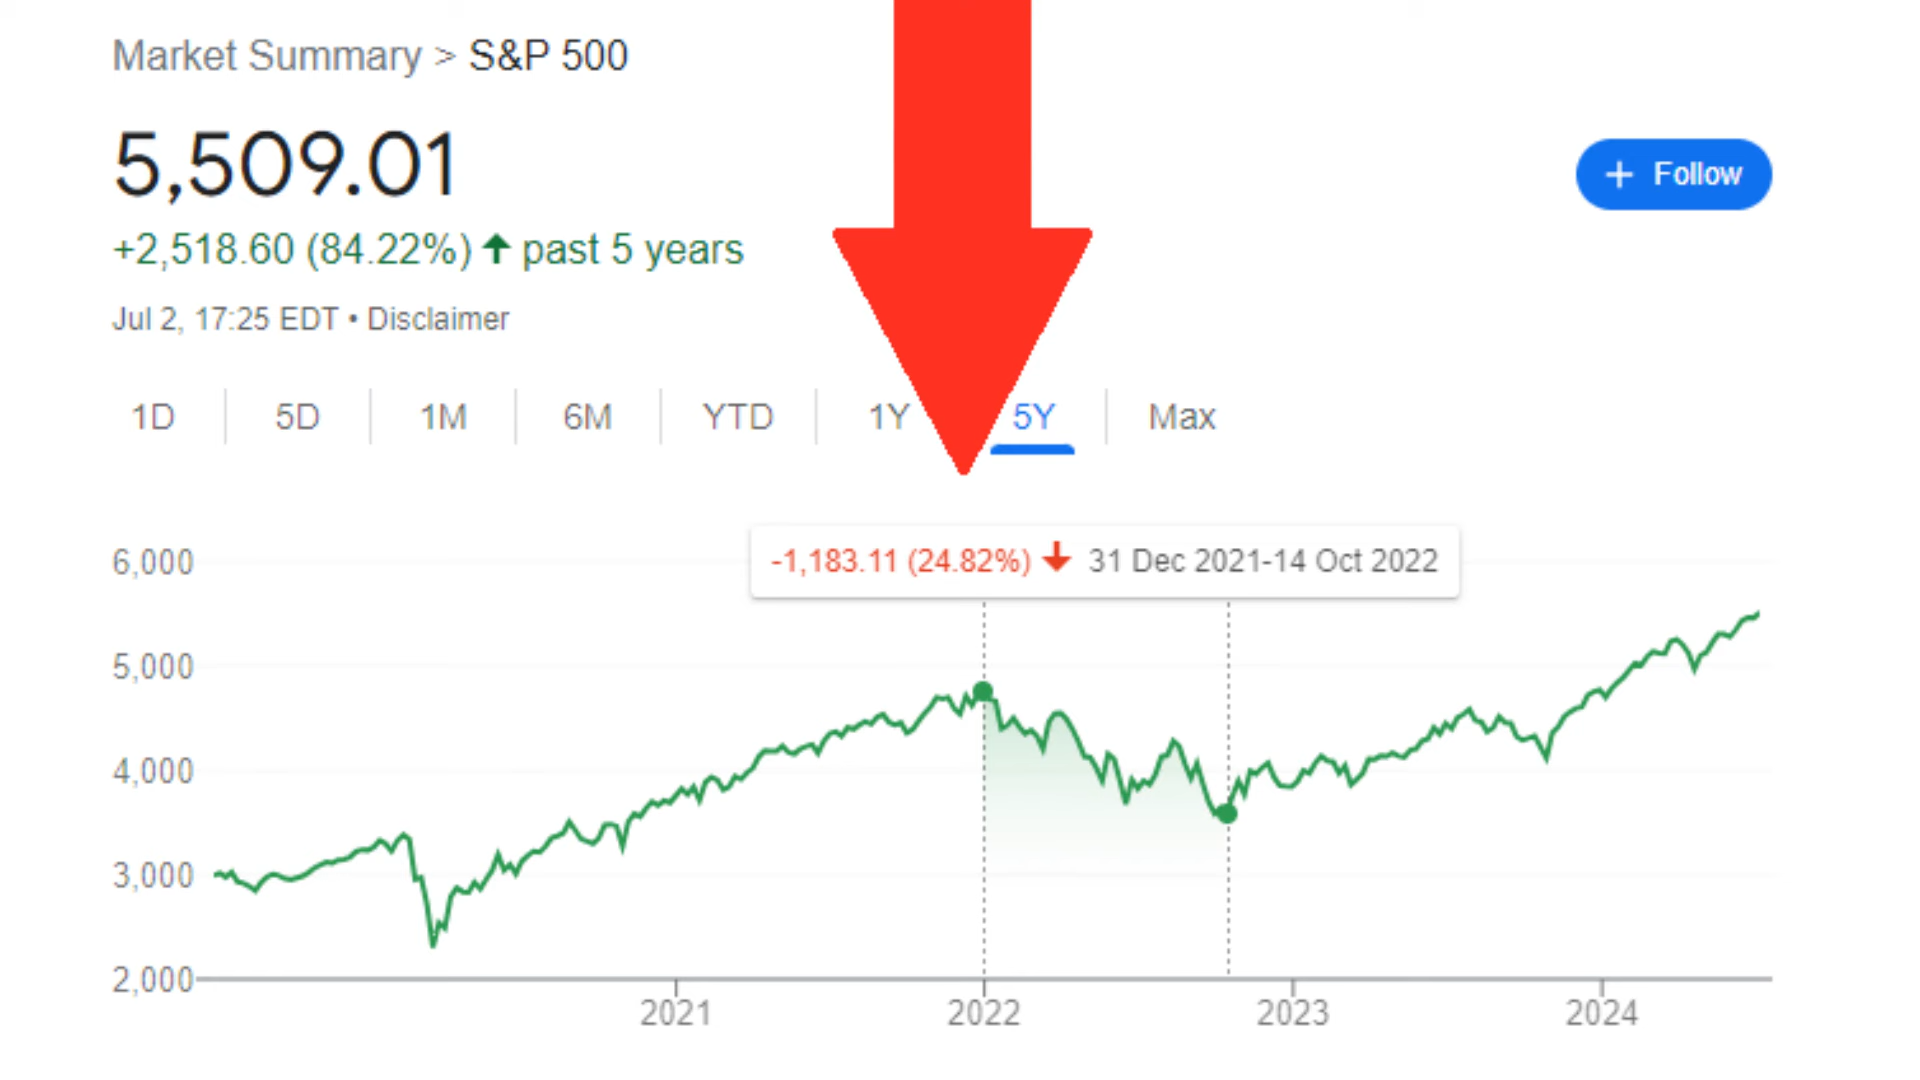 Market Summary > S&P 500
5,509.01
+2,518.60 (84.22%) ↑ past 5 years
+ Follow
Jul 2, 17:25 EDT • Disclaimer
1D 5D 1M 6M YTD 1Y 5Y Max
-1,183.11 (24.82%) ↓ 31 Dec 2021-14 Oct 2022
6,000
5,000
4,000
3,000
2,000
2021 2022 2023 2024